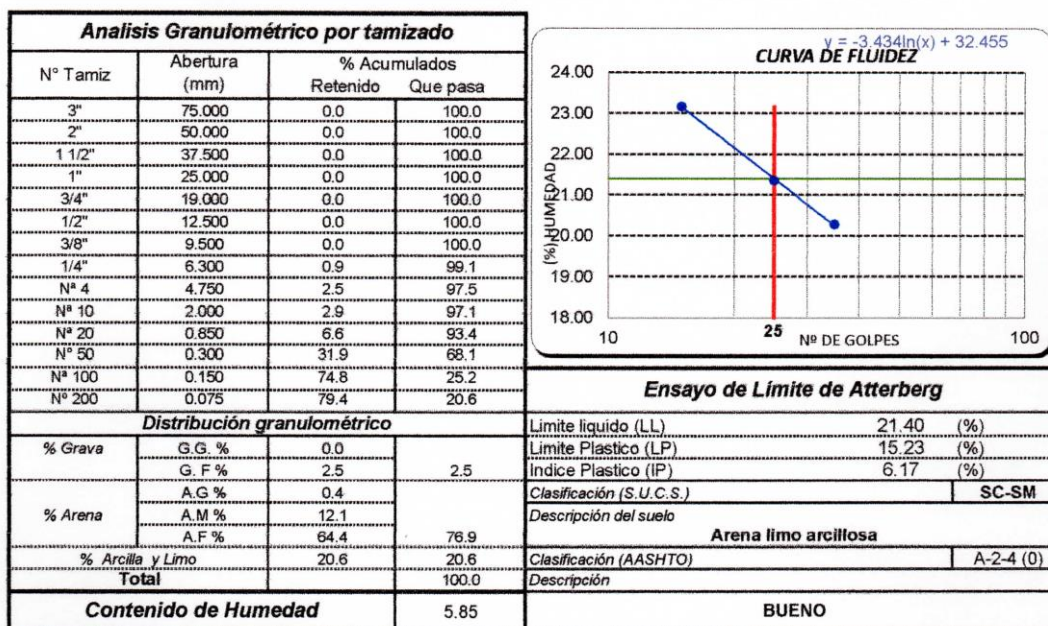 Analisis Granulométrico por tamizado
N° Tamiz Abertura (mm) % Acumulados
Retenido Que pasa
3" 75.000 0.0 100.0
2" 50.000 0.0 100.0
1 1/2" 37.500 0.0 100.0
1" 25.000 0.0 100.0
3/4" 19.000 0.0 100.0
1/2" 12.500 0.0 100.0
3/8" 9.500 0.0 100.0
1/4" 6.300 0.9 99.1
Nª 4 4.750 2.5 97.5
Nª 10 2.000 2.9 97.1
Nª 20 0.850 6.6 93.4
N° 50 0.300 31.9 68.1
Nª 100 0.150 74.8 25.2
Nº 200 0.075 79.4 20.6
Distribución granulométrico
% Grava G.G. % 0.0
G. F % 2.5 2.5
% Arena A.G % 0.4
A.M % 12.1
A.F % 64.4 76.9
% Arcilla y Limo 20.6 20.6
Total 100.0
Contenido de Humedad 5.85
y = -3.434ln(x) + 32.455
CURVA DE FLUIDEZ
(%) HUMEDAD
24.00
23.00
22.00
21.00
20.00
19.00
18.00
10 25 Nº DE GOLPES 100
Ensayo de Límite de Atterberg
Limite liquido (LL) 21.40 (%)
Limite Plastico (LP) 15.23 (%)
Indice Plastico (IP) 6.17 (%)
Clasificación (S.U.C.S.) SC-SM
Descripción del suelo
Arena limo arcillosa
Clasificación (AASHTO) A-2-4 (0)
Descripción
BUENO